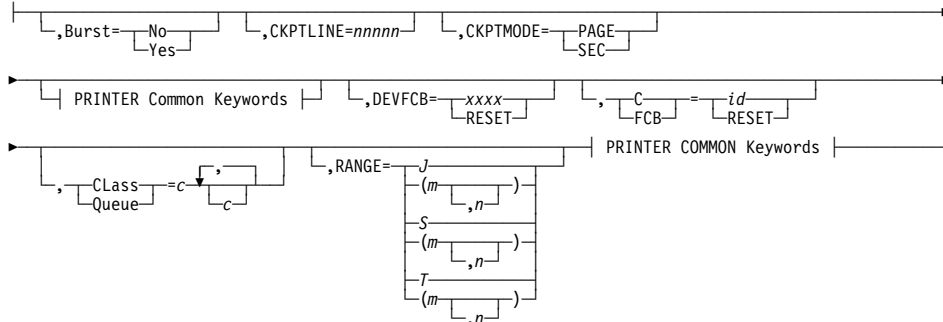 ,Burst= No ,CKPTLINE=nnnnn ,CKPTMODE= PAGE
Yes SEC
PRINTER Common Keywords ,DEVFCB= xxxx , C = id
RESET FCB RESET
, CLass =c , ,RANGE= J PRINTER COMMON Keywords
Queue c (m )
,n
S
(m )
,n
T
(m )
,n